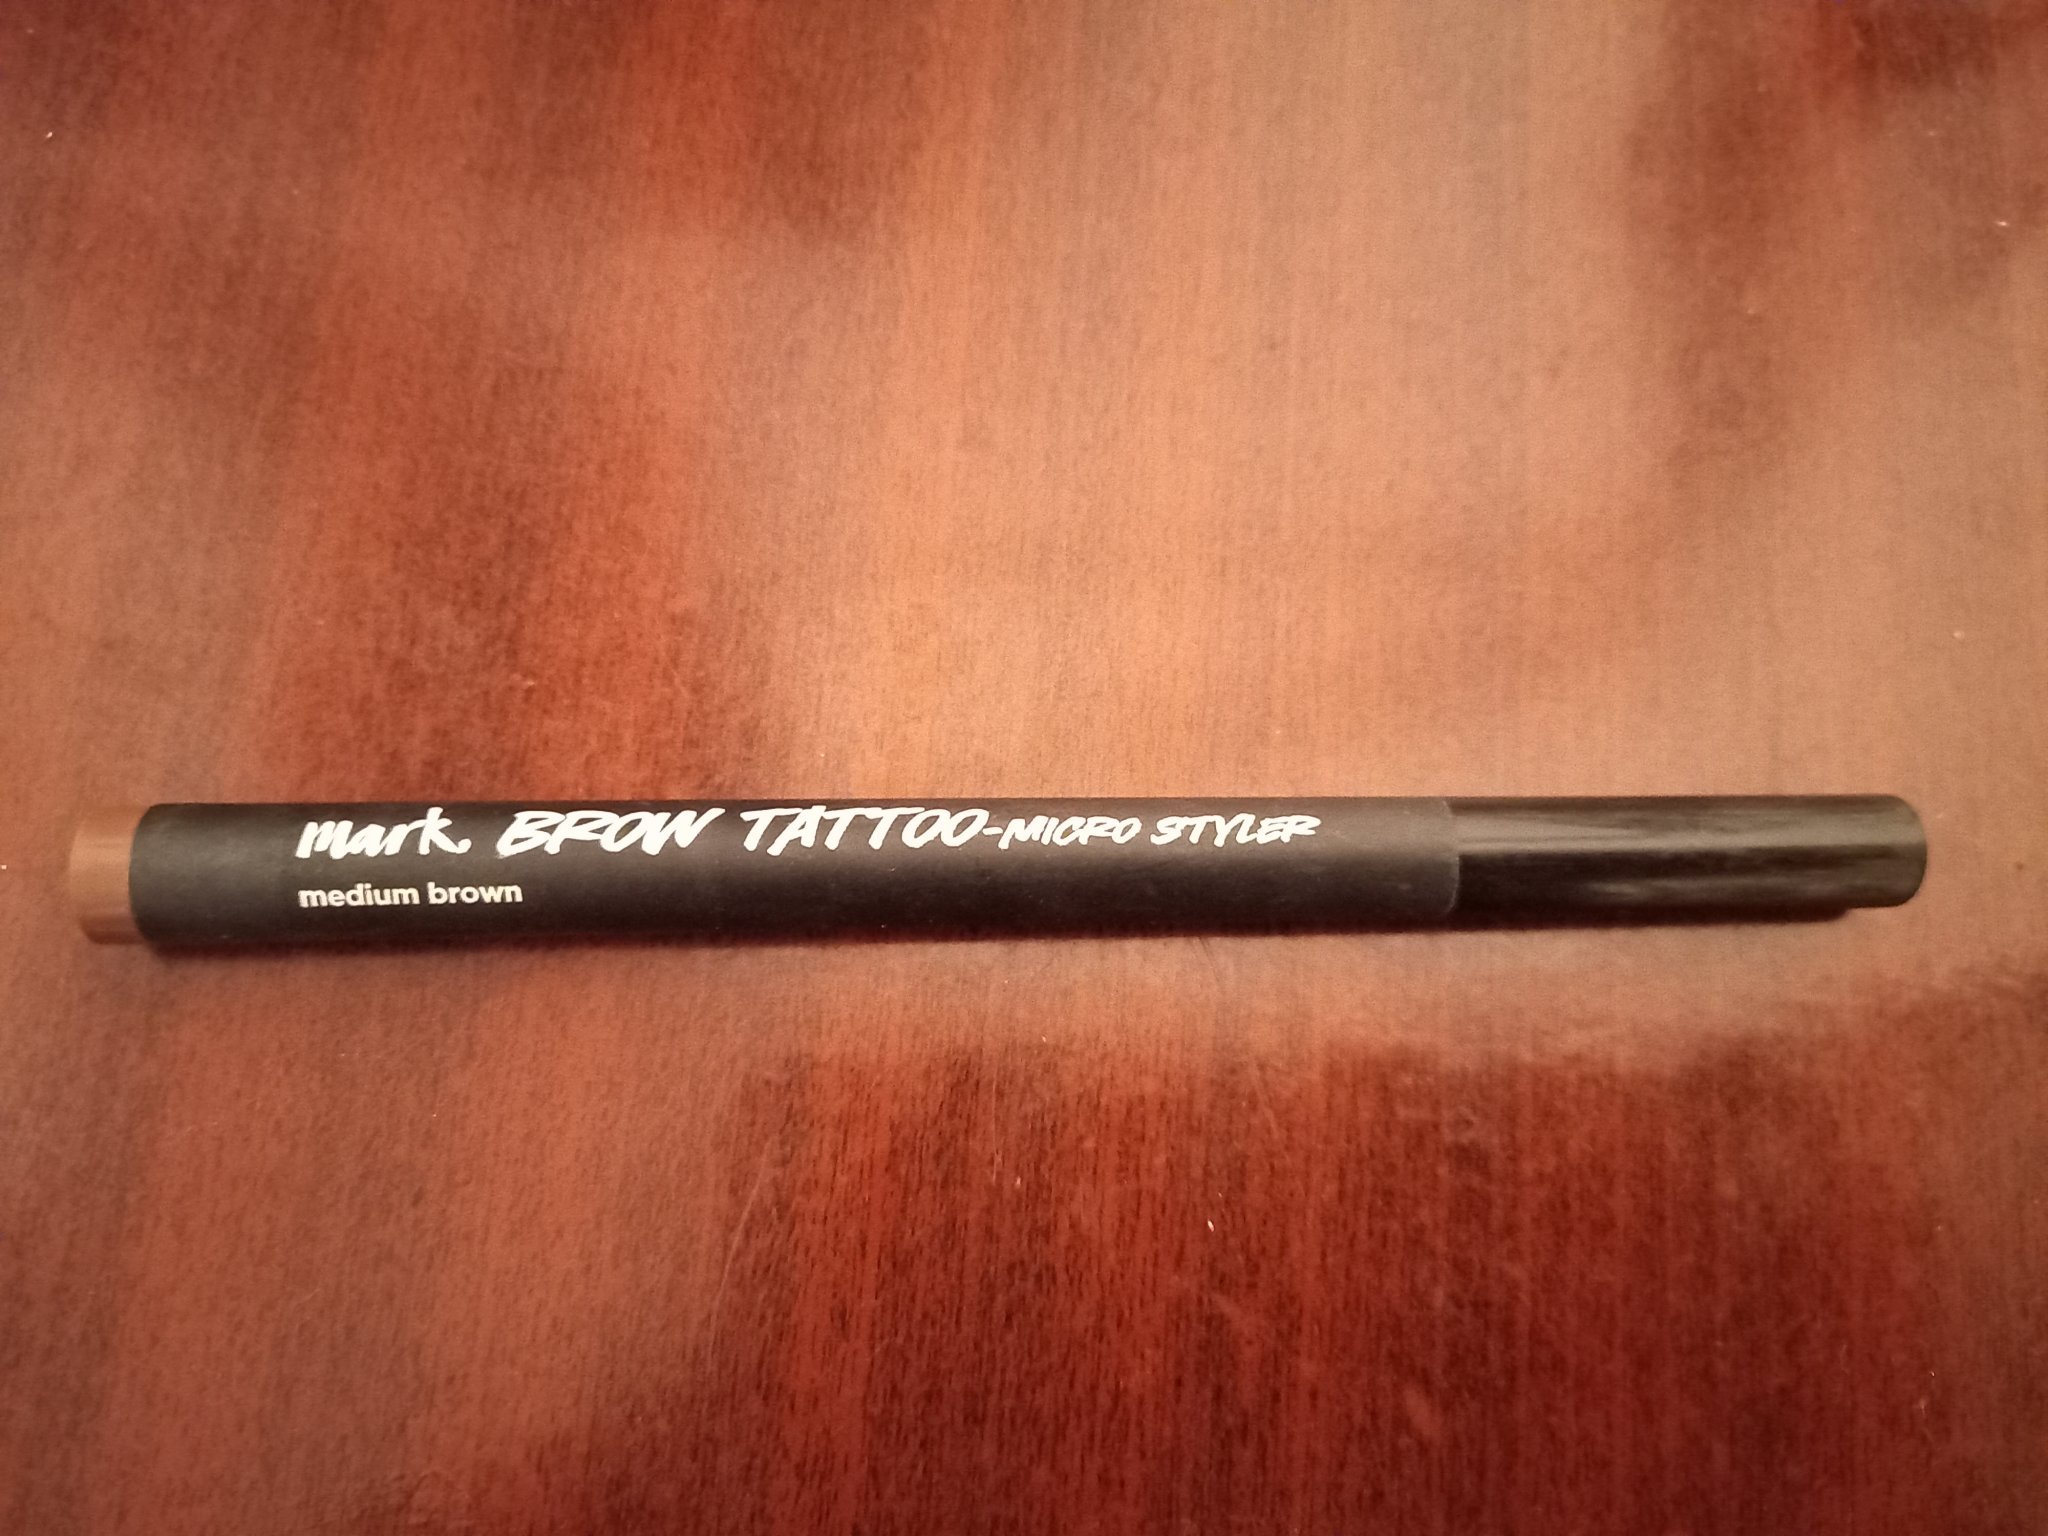 mark. BROW TATTOO-MICRO STYLER
medium brown